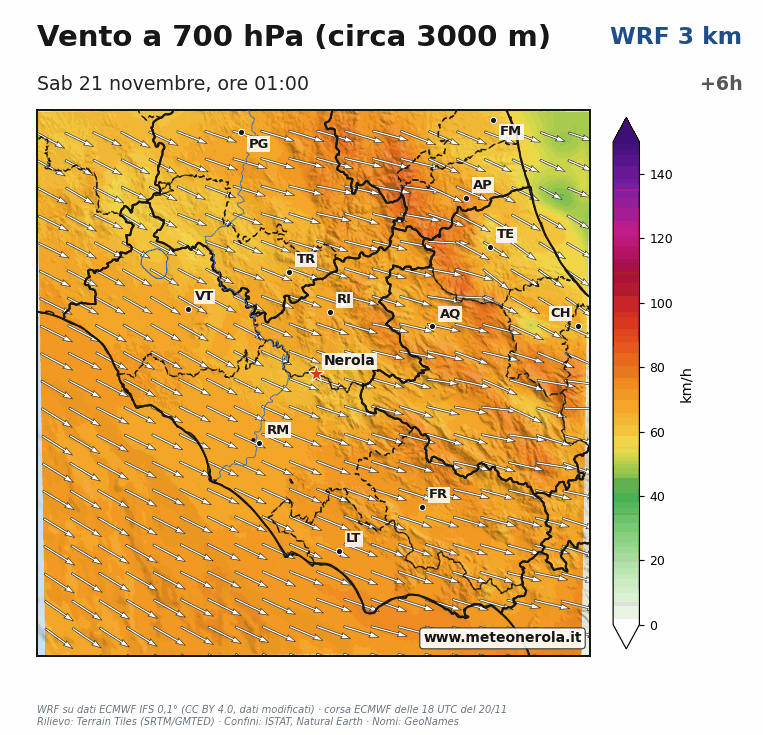 Vento a 700 hPa (circa 3000 m)
WRF 3 km
Sab 21 novembre, ore 01:00
+6h
FM
PG
AP
TE
TR
VT
RI
AQ
CH
Nerola
RM
FR
LT
www.meteonerola.it
140
120
100
80
60
40
20
0
km/h
WRF su dati ECMWF IFS 0,1° (CC BY 4.0, dati modificati) · corsa ECMWF delle 18 UTC del 20/11
Rilievo: Terrain Tiles (SRTM/GMTED) · Confini: ISTAT, Natural Earth · Nomi: GeoNames